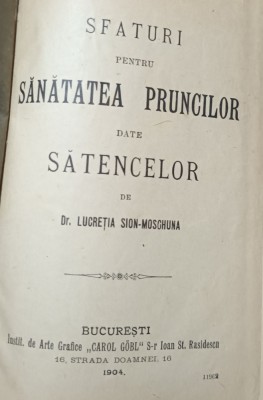 SFATURI
PENTRU
SĂNĂTATEA PRUNCILOR
DATE
SĂTENCELOR
DE
Dr. LUCREȚIA SION-MOSCHUNA
BUCUREȘTI
Instit. de Arte Grafice „CAROL GÖBL” S-r Ioan St. Rasidescu
16, STRADA DOAMNEI, 16
1904.